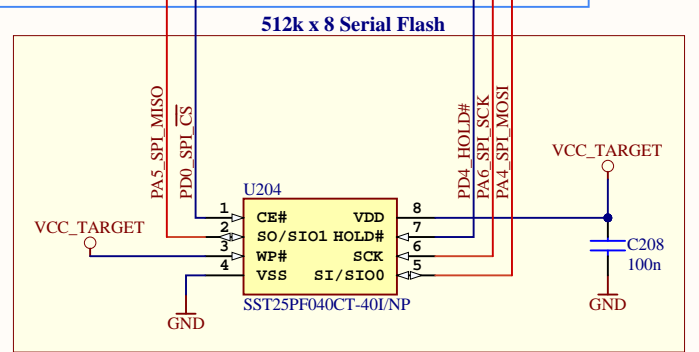 512k x 8 Serial Flash
PA5_SPI_MISO
PD0_SPI_CS
PD4_HOLD#
PA6_SPI_SCK
PA4_SPI_MOSI
VCC_TARGET
U204
VCC_TARGET
1 CE# VDD 8
2 SO/SIO1 HOLD# 7
3 WP# SCK 6
4 VSS SI/SIO0 5
C208
100n
SST25PF040CT-40I/NP
GND
GND